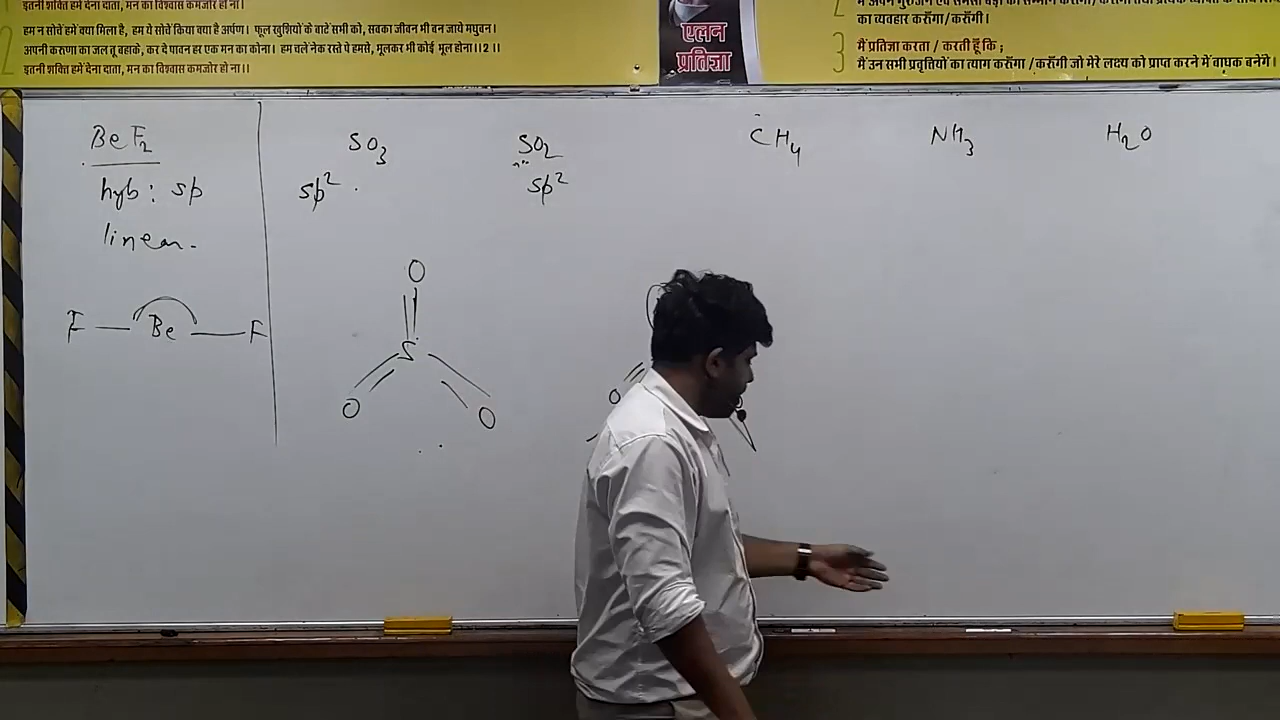 इतनी शक्ति हमें देना दाता, मन का विश्वास कमजोर हो ना।
हम न सोचें हमें क्या मिला है, हम ये सोचें किया क्या है अर्पण। फूल खुशियों के बाटें सभी को, सबका जीवन भी बन जाये मधुवन।
2
अपनी करुणा का जल तू बहाके, कर दे पावन हर एक मन का कोना। हम चलें नेक रस्ते पे हमसे, भूलकर भी कोई भूल होना।।2।।
इतनी शक्ति हमें देना दाता, मन का विश्वास कमजोर हो ना।।
एलन
प्रतिज्ञा
2
का व्यवहार करूँगा/करूँगी।
3 मैं प्रतिज्ञा करता / करती हूँ कि ;
मैं उन सभी प्रवृत्तियों का त्याग करूँगा /करूँगी जो मेरे लक्ष्य को प्राप्त करने में बाधक बनेंगे।
BeF2
hyb : sp
linear.
F — Be — F
SO3
sp2
O
S
O O
SO2
sp2
O
CH4
NH3
H2O